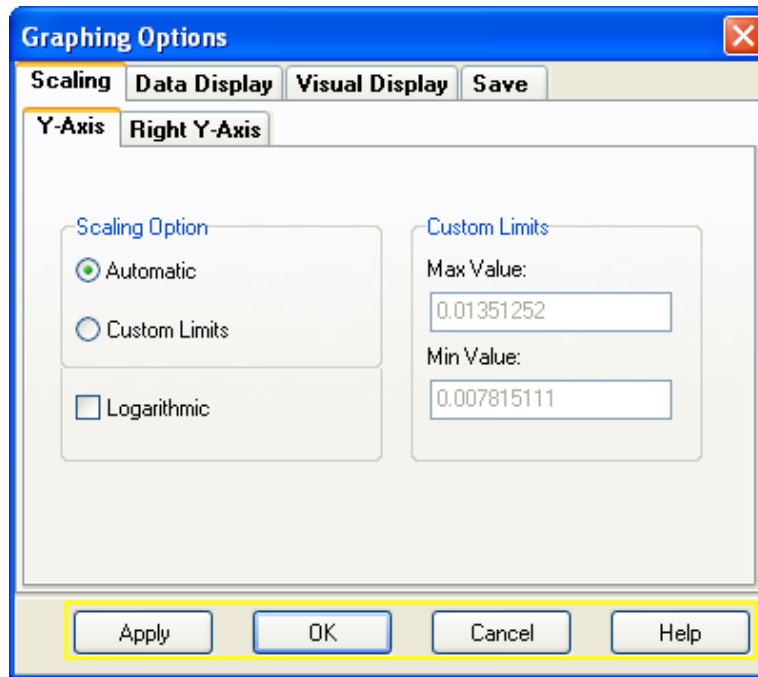 Graphing Options
Scaling Data Display Visual Display Save
Y-Axis Right Y-Axis
Scaling Option
Automatic
Custom Limits
Logarithmic
Custom Limits
Max Value:
0.01351252
Min Value:
0.007815111
Apply OK Cancel Help